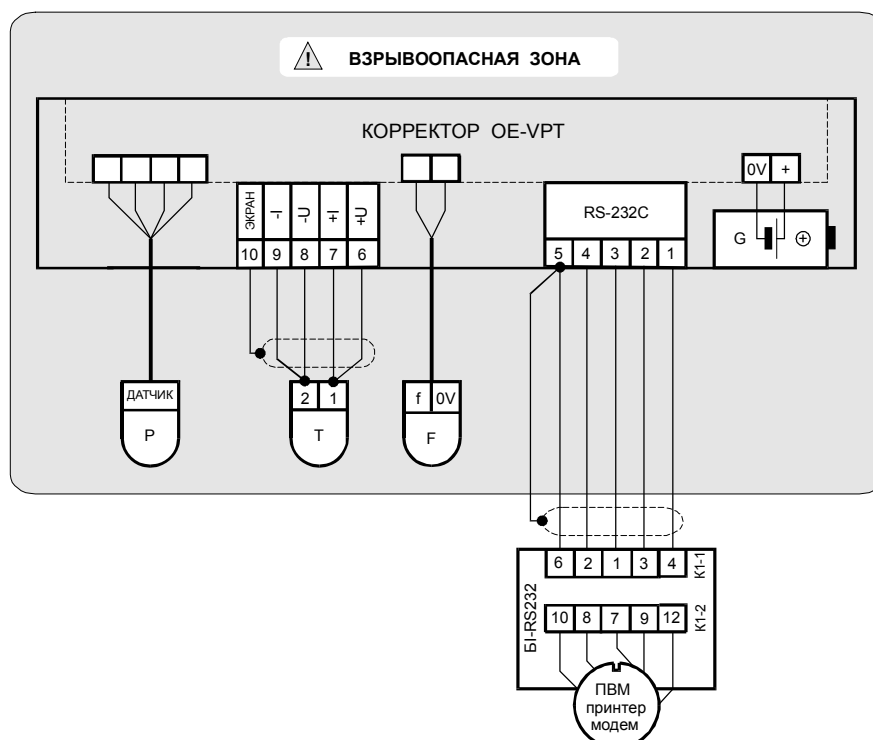 ВЗРЫВООПАСНАЯ ЗОНА
КОРРЕКТОР OE-VPT
ЭКРАН -I -U +I +U
10 9 8 7 6
RS-232C
5 4 3 2 1
0V +
G
ДАТЧИК
P
2 1
T
f 0V
F
6 2 1 3 4
К1-1
БІ-RS232
10 8 7 9 12
К1-2
ПВМ
принтер
модем